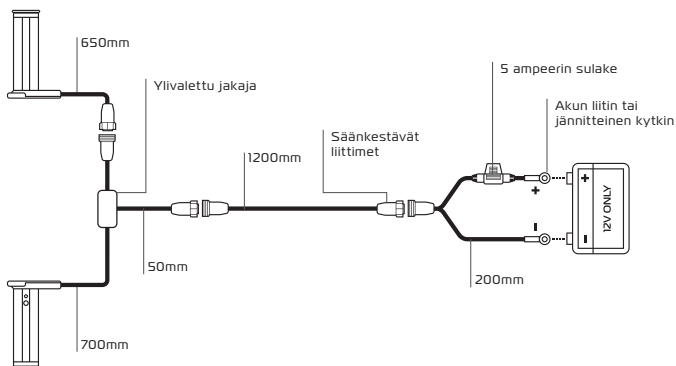 650mm
Ylivalettu jakaja
5 ampeerin sulake
Akun liitin tai
jännitteinen kytkin
Säänkestävät
liittimet
1200mm
+
+
12V ONLY
-
-
50mm
200mm
700mm